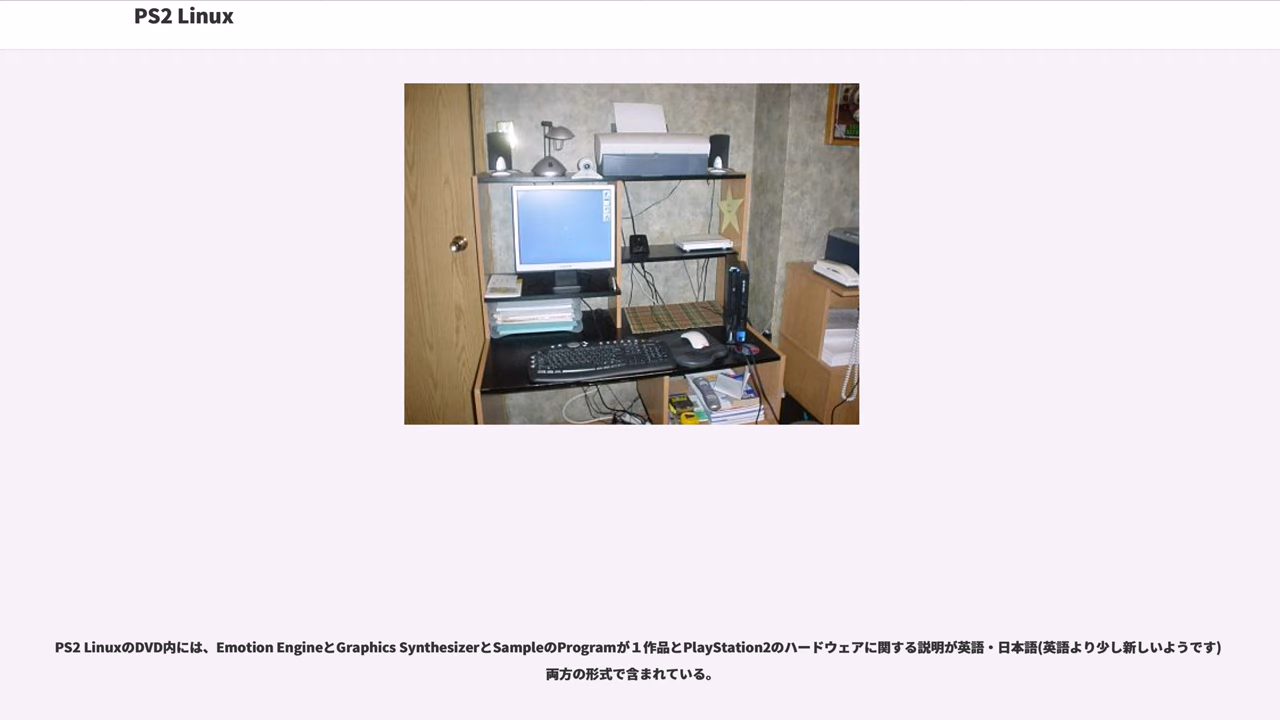 PS2 Linux
PS2 LinuxのDVD内には、Emotion EngineとGraphics SynthesizerとSampleのProgramが１作品とPlayStation2のハードウェアに関する説明が英語・日本語(英語より少し新しいようです)
両方の形式で含まれている。